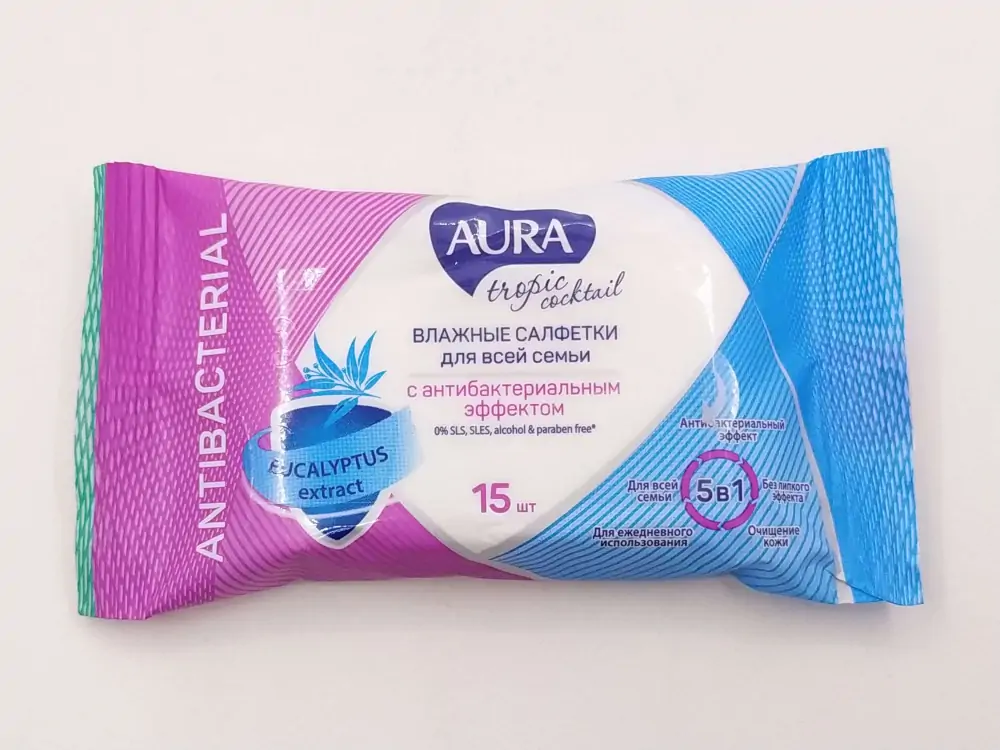 ANTIBACTERIAL
AURA
tropic
cocktail
ВЛАЖНЫЕ САЛФЕТКИ
для всей семьи
с антибактериальным
эффектом
0% SLS, SLES, alcohol & paraben free*
EUCALYPTUS
extract
15 шт
Антибактериальный
эффект
Для всей
семьи
5в1
Без липкого
эффекта
Для ежедневного
использования
Очищение
кожи